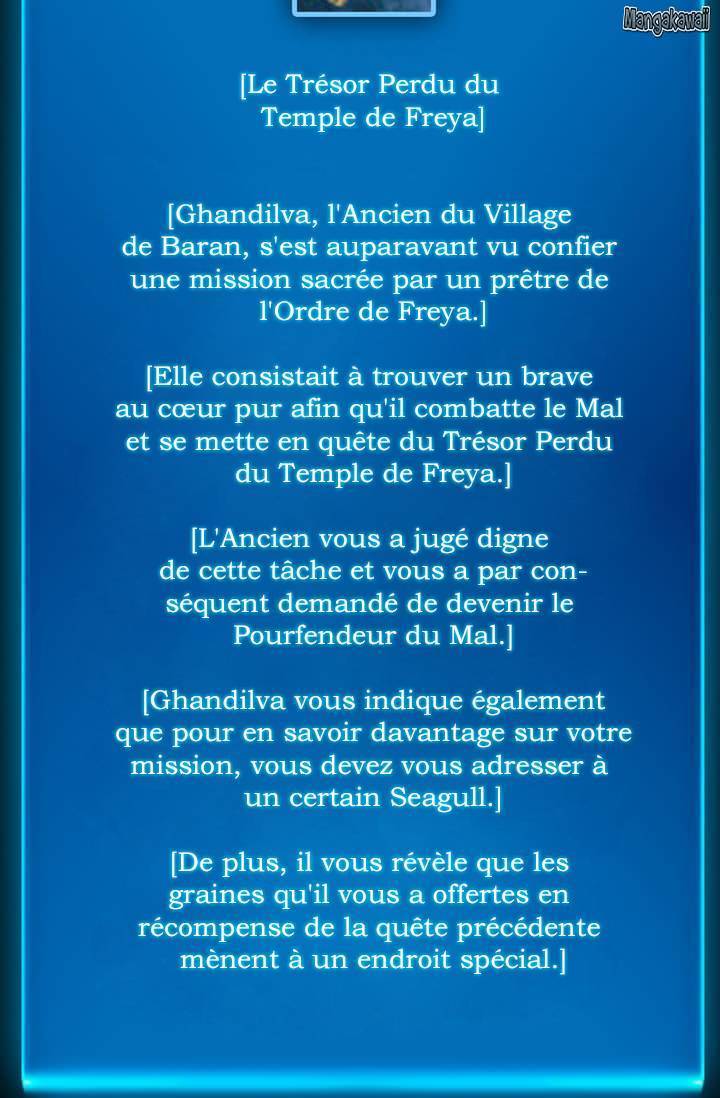 Mangakawaii
[Le Trésor Perdu du
Temple de Freya]
[Ghandilva, l'Ancien du Village
de Baran, s'est auparavant vu confier
une mission sacrée par un prêtre de
l'Ordre de Freya.]
[Elle consistait à trouver un brave
au cœur pur afin qu'il combatte le Mal
et se mette en quête du Trésor Perdu
du Temple de Freya.]
[L'Ancien vous a jugé digne
de cette tâche et vous a par con-
séquent demandé de devenir le
Pourfendeur du Mal.]
[Ghandilva vous indique également
que pour en savoir davantage sur votre
mission, vous devez vous adresser à
un certain Seagull.]
[De plus, il vous révèle que les
graines qu'il vous a offertes en
récompense de la quête précédente
mènent à un endroit spécial.]